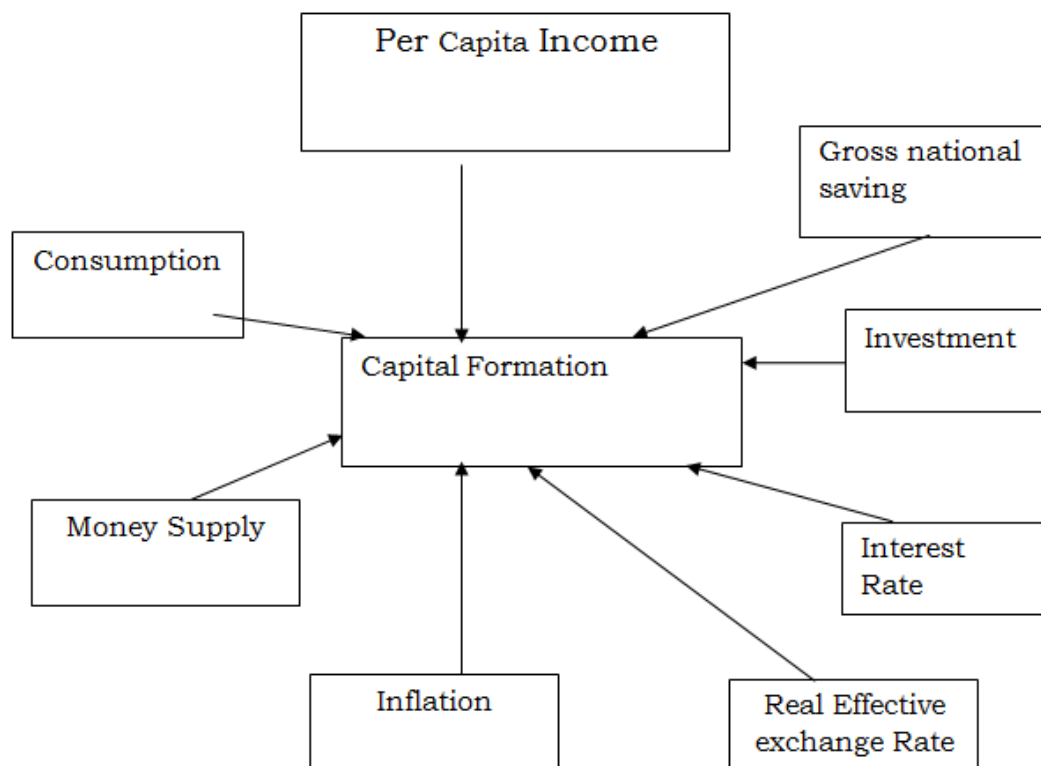 Per Capita Income
Gross national
saving
Consumption
Investment
Capital Formation
Money Supply
Interest
Rate
Inflation
Real Effective
exchange Rate